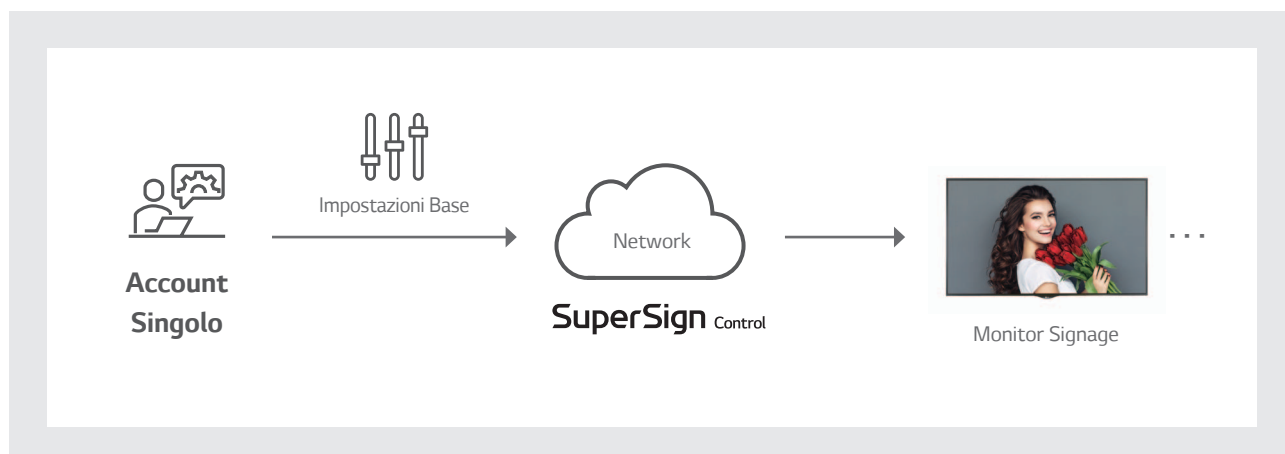 Impostazioni Base
Account
Singolo
Network
SuperSign Control
Monitor Signage
...